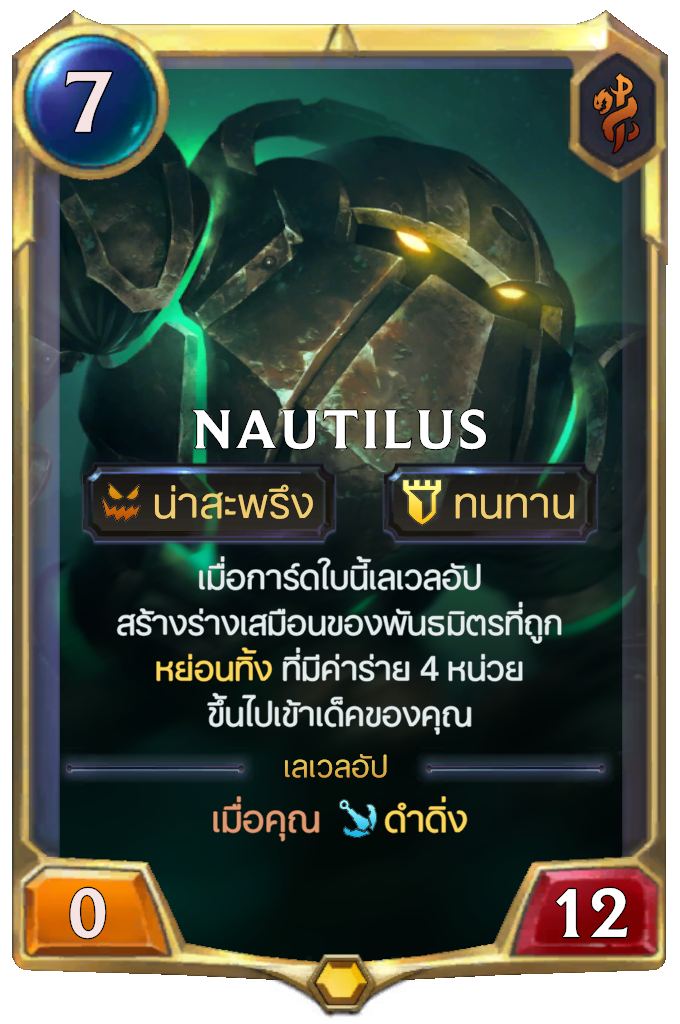 7
NAUTILUS
น่าสะพรึง
ทนทาน
เมื่อการ์ดใบนี้เลเวลอัป
สร้างร่างเสมือนของพันธมิตรที่ถูก
หย่อนทิ้ง ที่มีค่าร่าย 4 หน่วย
ขึ้นไปเข้าเด็คของคุณ
เลเวลอัป
เมื่อคุณ ดำดิ่ง
0
12